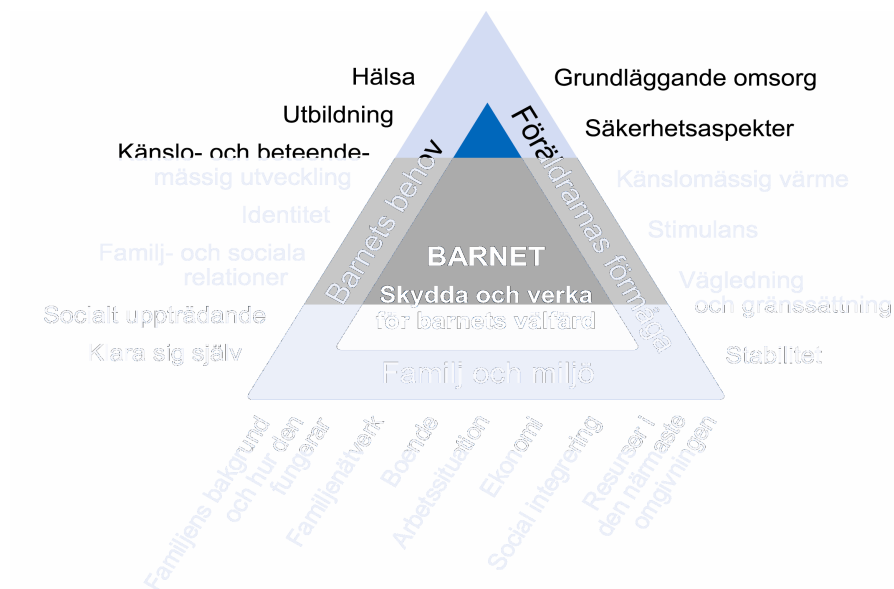 Hälsa
Utbildning
Känslo- och beteende-
mässig utveckling
Identitet
Familj- och sociala
relationer
Socialt uppträdande
Klara sig själv
Barnets behov
Föräldrarnas förmåga
Grundläggande omsorg
Säkerhetsaspekter
Känslomässig värme
Stimulans
Vägledning
och gränssättning
Stabilitet
BARNET
Skydda och verka
för barnets välfärd
Familj och miljö
Familjens bakgrund
och hur den
fungerar
Familjenätverk
Boende
Arbetssituation
Ekonomi
Social integrering
Resurser i
den närmaste
omgivningen